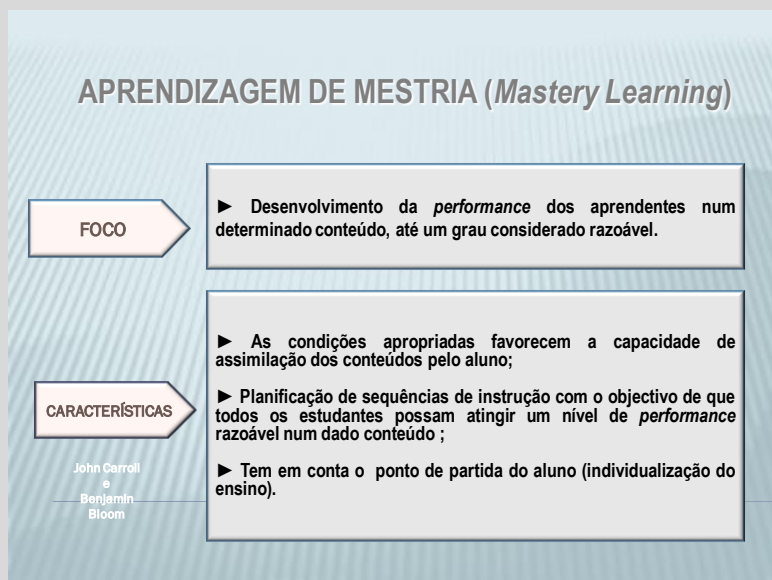 APRENDIZAGEM DE MESTRIA (Mastery Learning)
FOCO
► Desenvolvimento da performance dos aprendentes num
determinado conteúdo, até um grau considerado razoável.
CARACTERÍSTICAS
► As condições apropriadas favorecem a capacidade de
assimilação dos conteúdos pelo aluno;
► Planificação de sequências de instrução com o objectivo de que
todos os estudantes possam atingir um nível de performance
razoável num dado conteúdo ;
► Tem em conta o ponto de partida do aluno (individualização do
ensino).
John Carroll
e
Benjamin
Bloom